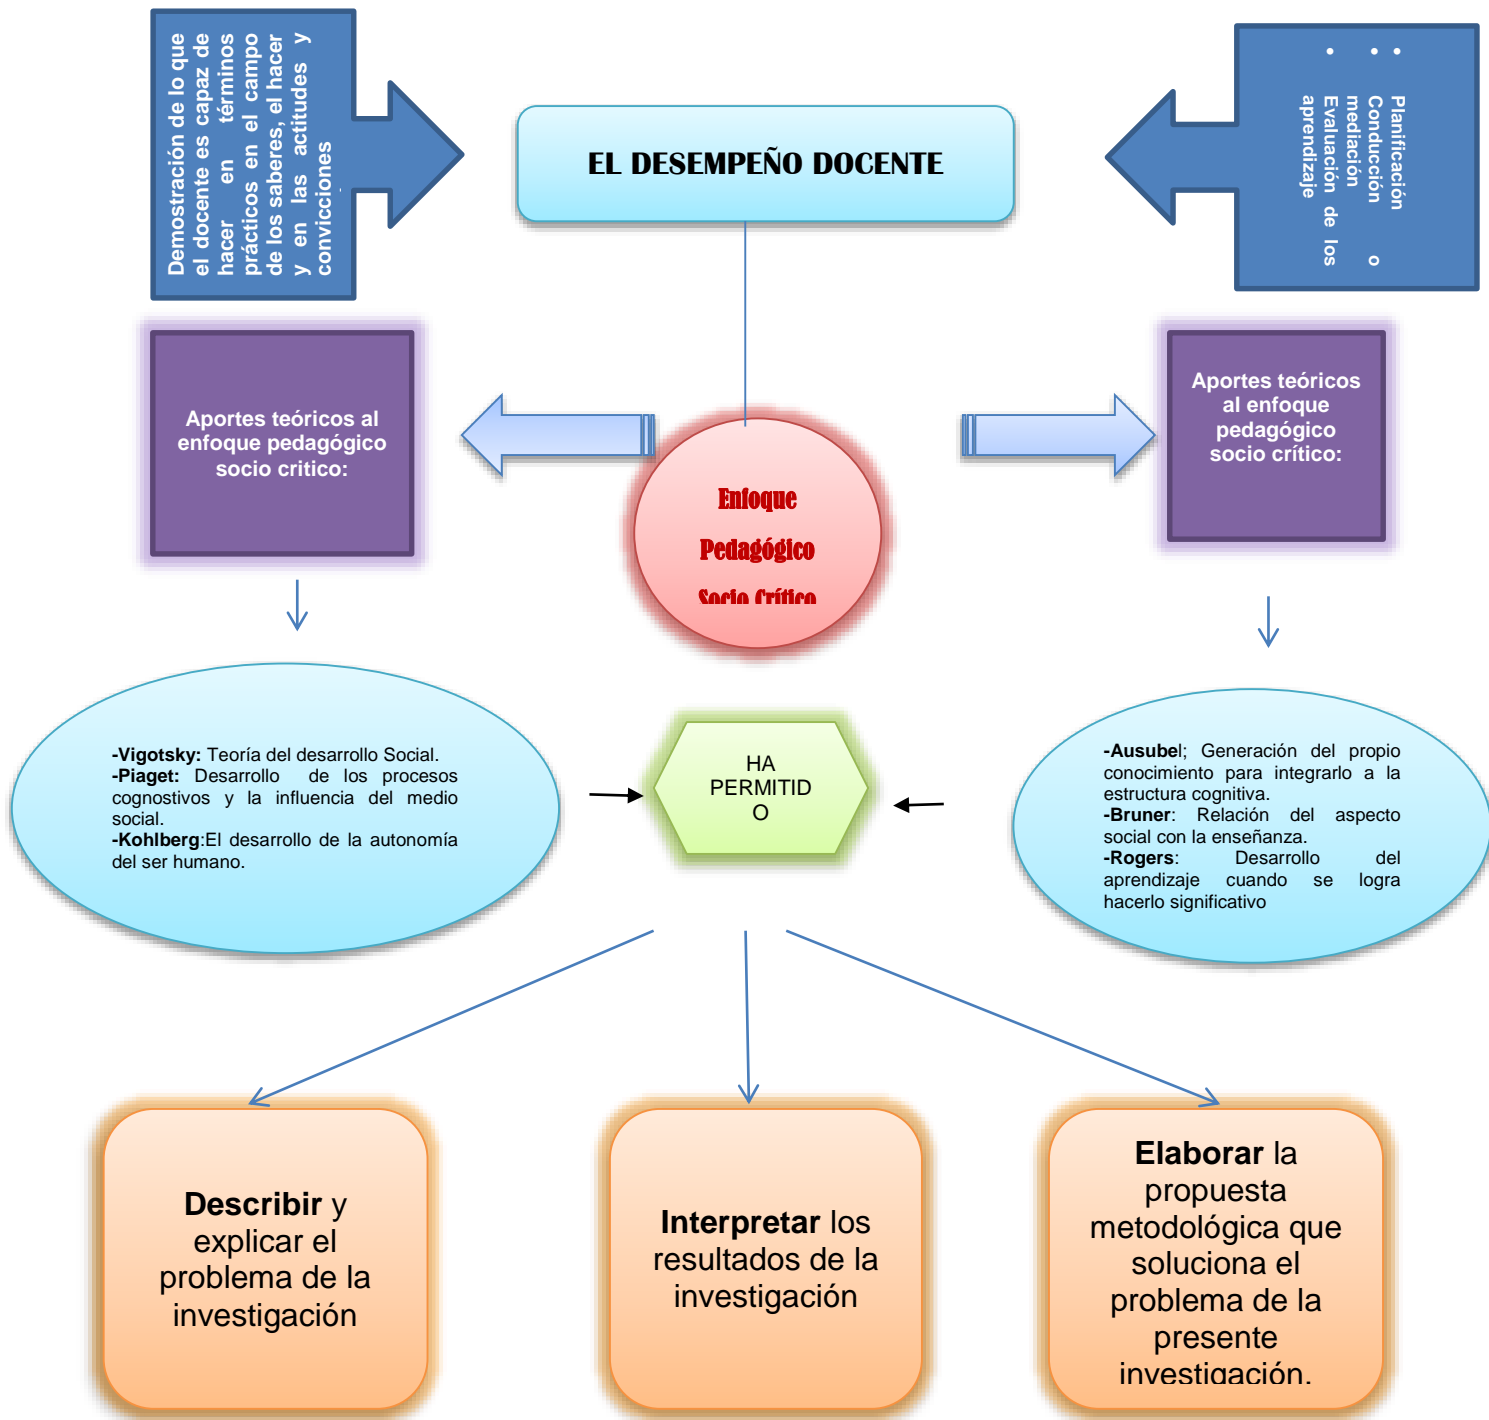 Demostración de lo que
el docente es capaz de
hacer en términos
prácticos en el campo
de los saberes, el hacer
y en las actitudes y
convicciones
EL DESEMPEÑO DOCENTE
• Planificación
• Conducción o
mediación
• Evaluación de los
aprendizaje
Aportes teóricos al
enfoque pedagógico
socio critico:
Enfoque
Pedagógico
Socio Crítico
Aportes teóricos
al enfoque
pedagógico
socio crítico:
-Vigotsky: Teoría del desarrollo Social.
-Piaget: Desarrollo de los procesos
cognostivos y la influencia del medio
social.
-Kohlberg:El desarrollo de la autonomía
del ser humano.
HA
PERMITID
O
-Ausubel; Generación del propio
conocimiento para integrarlo a la
estructura cognitiva.
-Bruner: Relación del aspecto
social con la enseñanza.
-Rogers: Desarrollo del
aprendizaje cuando se logra
hacerlo significativo
Describir y
explicar el
problema de la
investigación
Interpretar los
resultados de la
investigación
Elaborar la
propuesta
metodológica que
soluciona el
problema de la
presente
investigación.